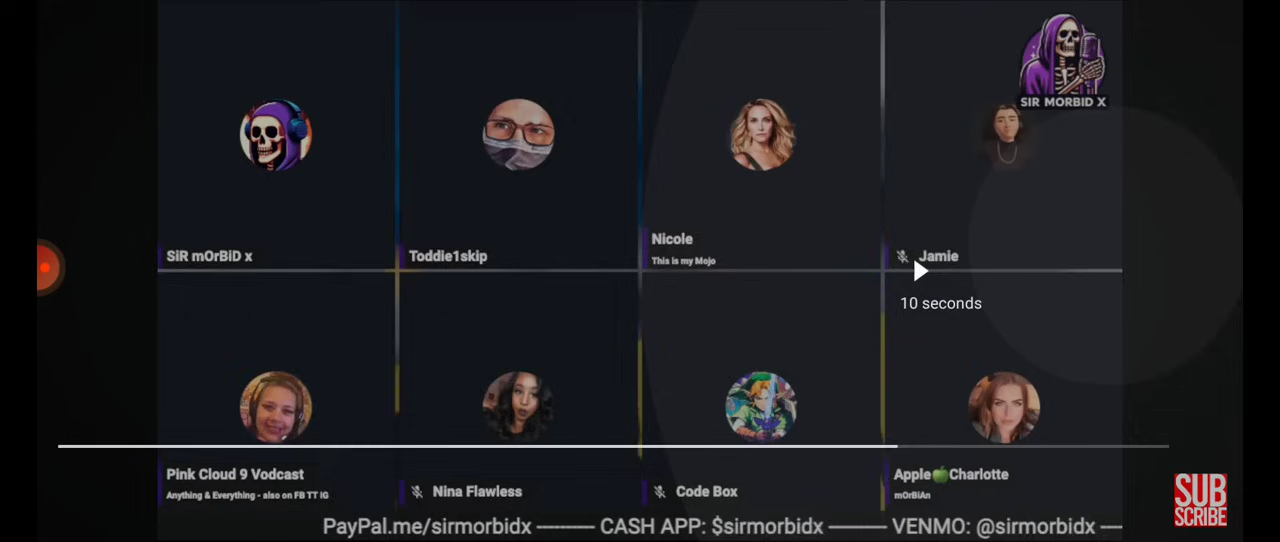 SIR MORBID X
SiR mOrBiD x
Toddie1skip
Nicole
This is my Mojo
Jamie
10 seconds
Pink Cloud 9 Vodcast
Anything & Everything - also on FB TT IG
Nina Flawless
Code Box
Apple🍏Charlotte
mOrBiAn
SUB
SCRIBE
PayPal.me/sirmorbidx ——— CASH APP: $sirmorbidx ——— VENMO: @sirmorbidx —